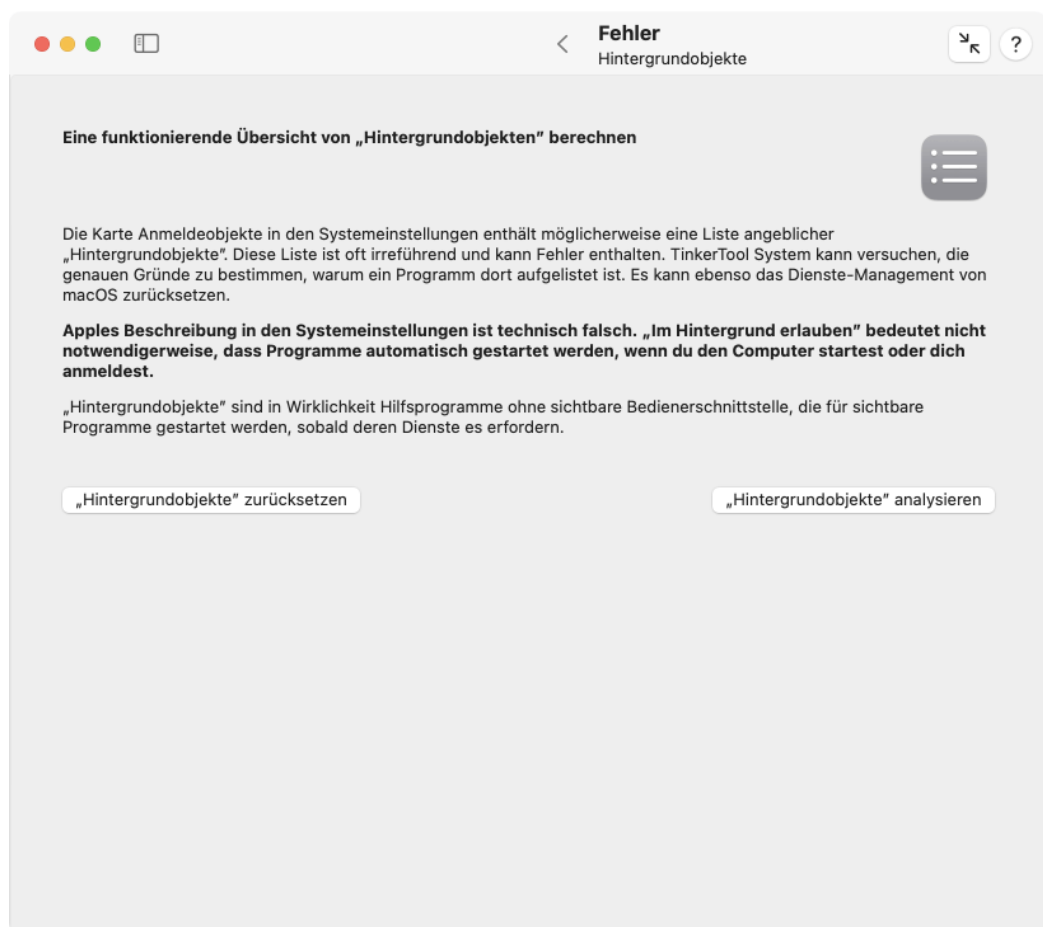 Fehler
Hintergrundobjekte
?
Eine funktionierende Übersicht von „Hintergrundobjekten” berechnen
Die Karte Anmeldeobjekte in den Systemeinstellungen enthält möglicherweise eine Liste angeblicher
„Hintergrundobjekte”. Diese Liste ist oft irreführend und kann Fehler enthalten. TinkerTool System kann versuchen, die
genauen Gründe zu bestimmen, warum ein Programm dort aufgelistet ist. Es kann ebenso das Dienste-Management von
macOS zurücksetzen.
Apples Beschreibung in den Systemeinstellungen ist technisch falsch. „Im Hintergrund erlauben” bedeutet nicht
notwendigerweise, dass Programme automatisch gestartet werden, wenn du den Computer startest oder dich
anmeldest.
„Hintergrundobjekte” sind in Wirklichkeit Hilfsprogramme ohne sichtbare Bedienerschnittstelle, die für sichtbare
Programme gestartet werden, sobald deren Dienste es erfordern.
„Hintergrundobjekte” zurücksetzen
„Hintergrundobjekte” analysieren